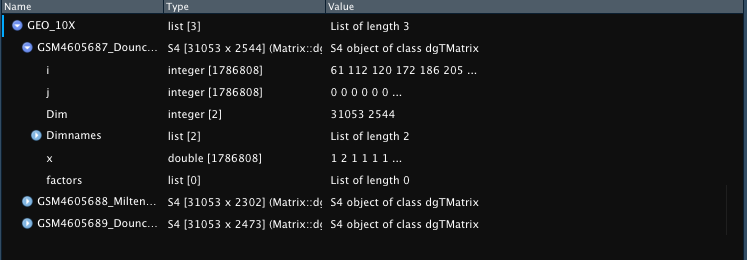 Name Type Value
GEO_10X list [3] List of length 3
GSM4605687_Dounc... S4 [31053 x 2544] (Matrix::dg S4 object of class dgTMatrix
i integer [1786808] 61 112 120 172 186 205 ...
j integer [1786808] 0 0 0 0 0 0 ...
Dim integer [2] 31053 2544
Dimnames list [2] List of length 2
x double [1786808] 1 2 1 1 1 1 ...
factors list [0] List of length 0
GSM4605688_Milten... S4 [31053 x 2302] (Matrix::dg S4 object of class dgTMatrix
GSM4605689_Dounc... S4 [31053 x 2473] (Matrix::dg S4 object of class dgTMatrix